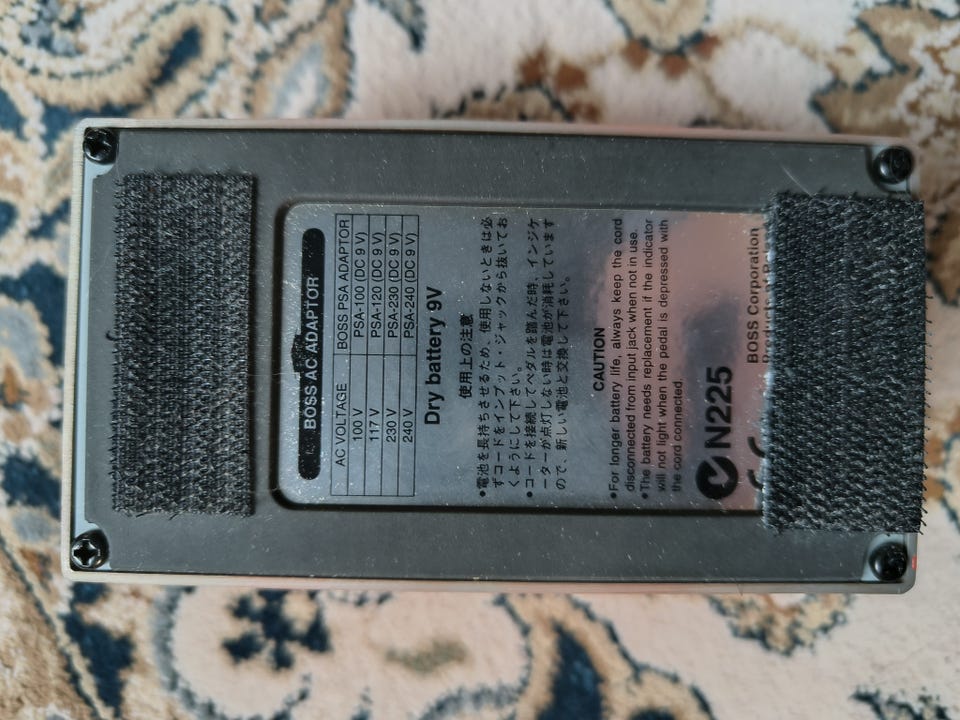 BOSS AC ADAPTOR
AC VOLTAGE BOSS PSA ADAPTOR
100 V PSA-100 (DC 9 V)
117 V PSA-120 (DC 9 V)
230 V PSA-230 (DC 9 V)
240 V PSA-240 (DC 9 V)
Dry battery 9V
使用上の注意
•電池を長持ちさせるため、使用しないときは必
ずコードをインプット・ジャックから抜いてお
くようにして下さい。
•コードを接続してペダルを踏んだ時、インジケ
ーターが点灯しない時は電池が消耗しています
ので、新しい電池と交換して下さい。
CAUTION
•For longer battery life, always keep the cord
disconnected from input jack when not in use.
•The battery needs replacement if the indicator
will not light when the pedal is depressed with
the cord connected.
N225
BOSS Corporation